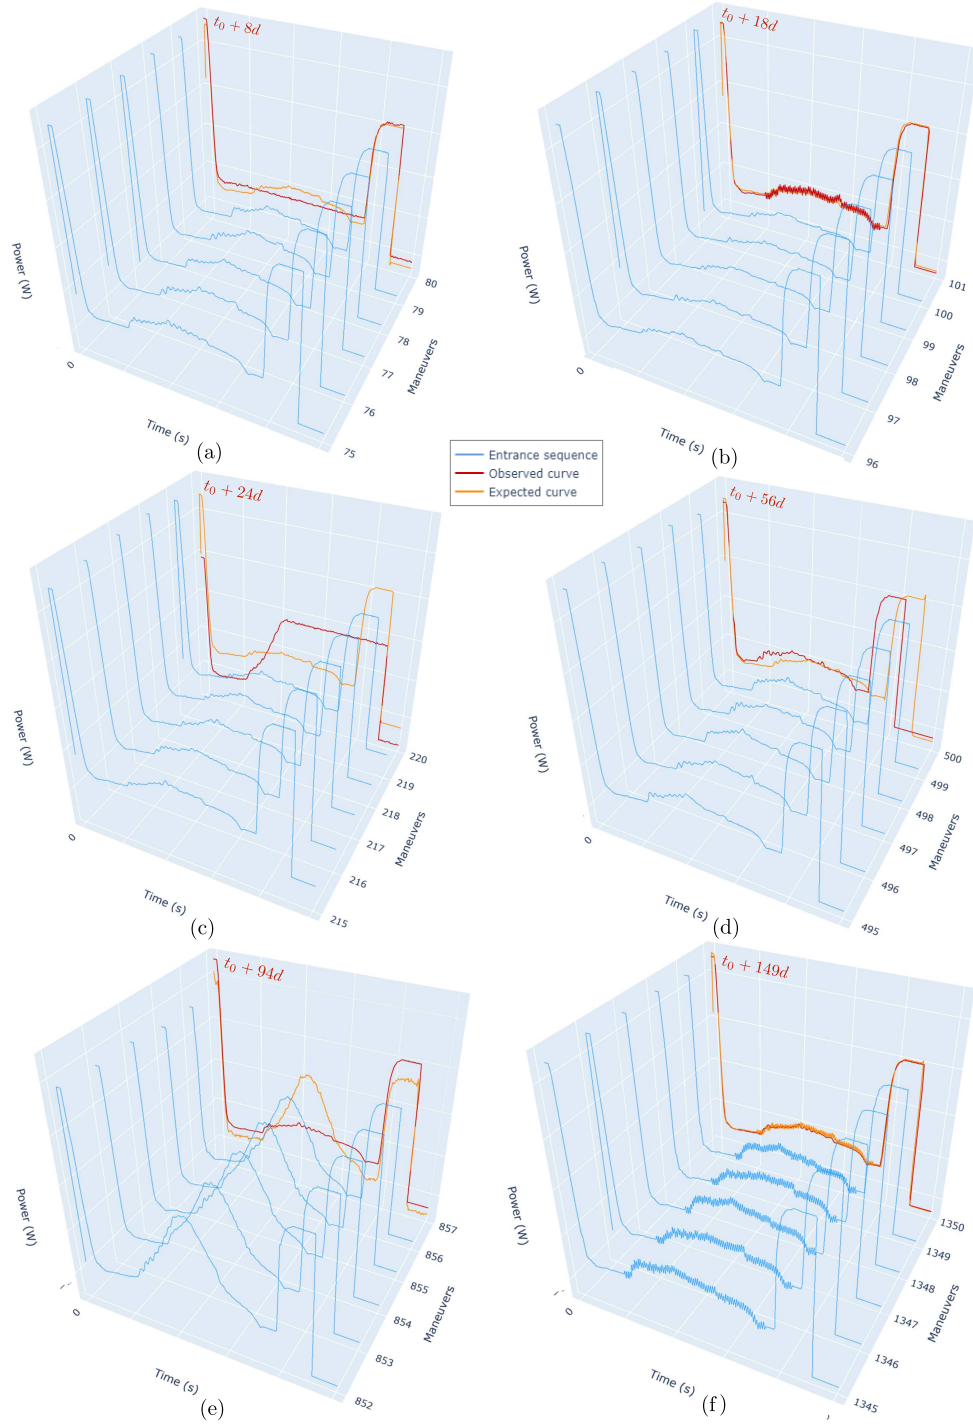 t₀ + 8d
Power (W)
0
Time (s)
75
76
77
78
79
80
Maneuvers
(a)
t₀ + 18d
Power (W)
0
Time (s)
96
97
98
99
100
101
Maneuvers
(b)
Entrance sequence
Observed curve
Expected curve
t₀ + 24d
Power (W)
0
Time (s)
215
216
217
218
219
220
Maneuvers
(c)
t₀ + 56d
Power (W)
0
Time (s)
495
496
497
498
499
500
Maneuvers
(d)
t₀ + 94d
Power (W)
0
Time (s)
852
853
854
855
856
857
Maneuvers
(e)
t₀ + 149d
Power (W)
0
Time (s)
1345
1346
1347
1348
1349
1350
Maneuvers
(f)